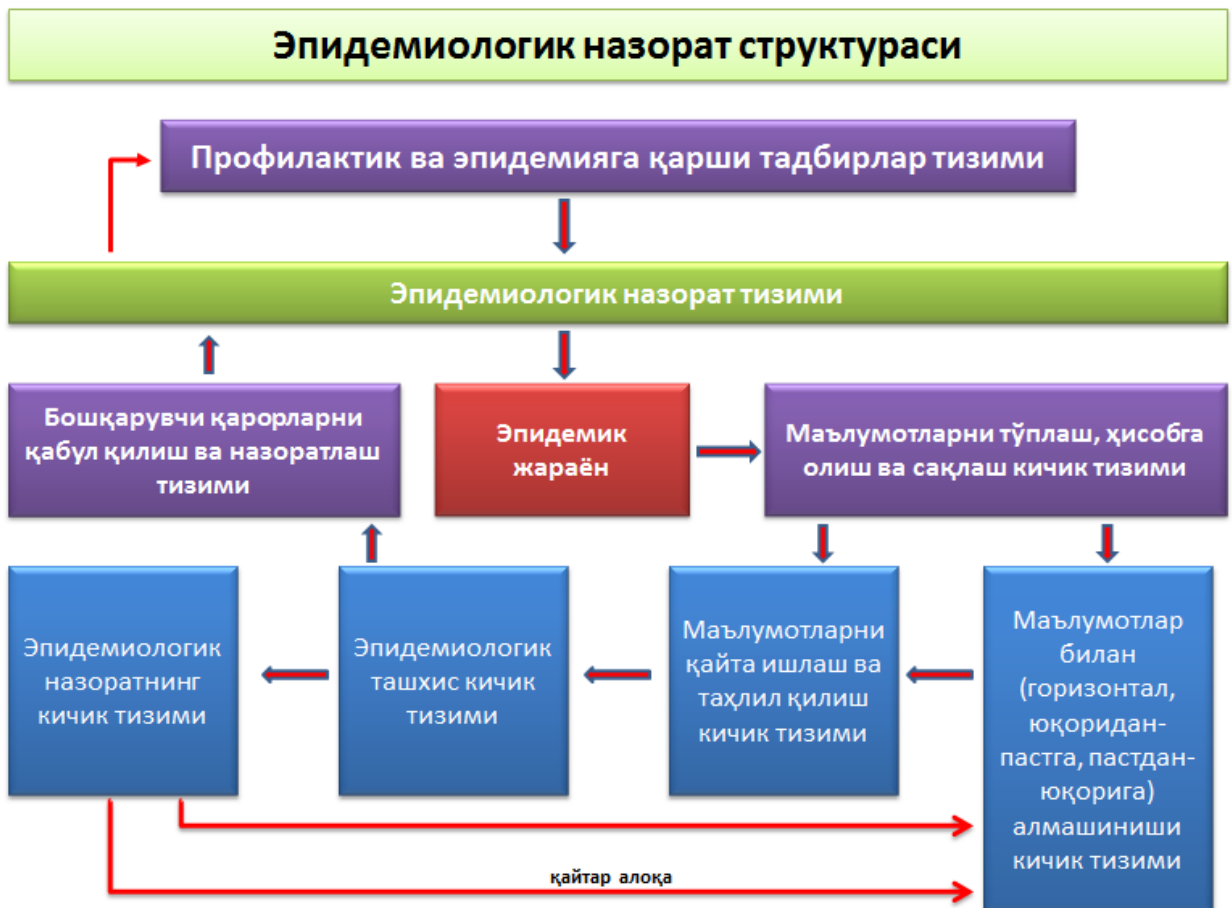 Эпидемиологик назорат структураси
Профилактик ва эпидемияга қарши тадбирлар тизими
Эпидемиологик назорат тизими
Бошқарувчи қарорларни
қабул қилиш ва назоратлаш
тизими
Эпидемик
жараён
Маълумотларни тўплаш, ҳисобга
олиш ва сақлаш кичик тизими
Эпидемиологик
назоратнинг
кичик тизими
Эпидемиологик
ташхис кичик
тизими
Маълумотларни
қайта ишлаш ва
таҳлил қилиш
кичик тизими
Маълумотлар
билан
(горизонтал,
юқоридан-
пастга, пастдан-
юқорига)
алмашиниши
кичик тизими
қайтар алоқа